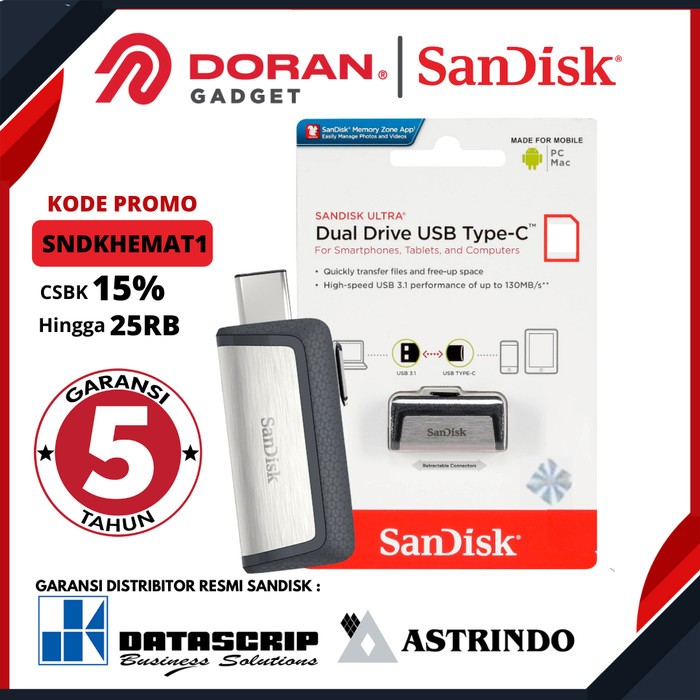 DORAN®
GADGET
SanDisk®
SanDisk® Memory Zone App!
Easily Manage Photos and Videos
MADE FOR MOBILE
PC
Mac
KODE PROMO
SNDKHEMAT1
CSBK 15%
Hingga 25RB
SANDISK ULTRA®
Dual Drive USB Type-C™
For Smartphones, Tablets, and Computers
• Quickly transfer files and free-up space
• High-speed USB 3.1 performance of up to 130MB/s**
USB 3.1
USB TYPE-C
SanDisk
Retractable Connectors
SanDisk
SanDisk®
GARANSI
5
TAHUN
GARANSI DISTRIBITOR RESMI SANDISK :
DATASCRIP
Business Solutions
ASTRINDO